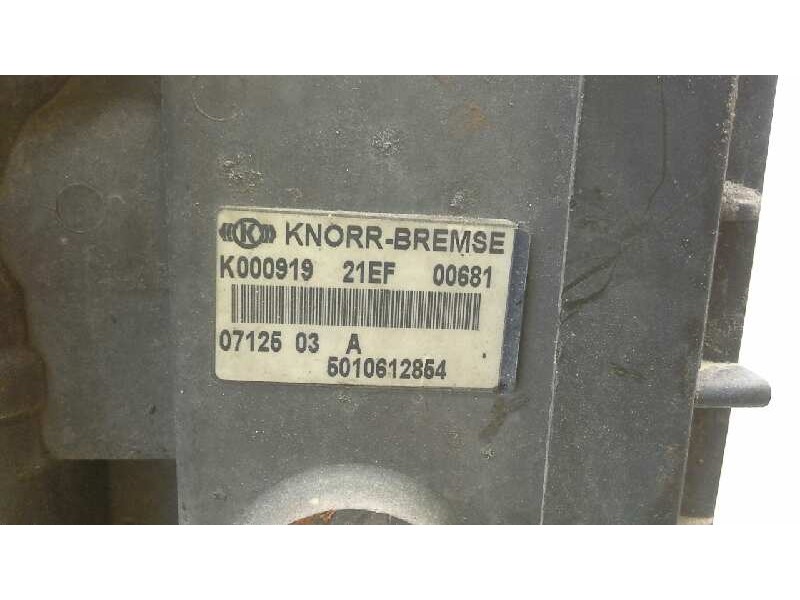 K KNORR-BREMSE
K000919 21EF 00681
07125 03 A
5010612854